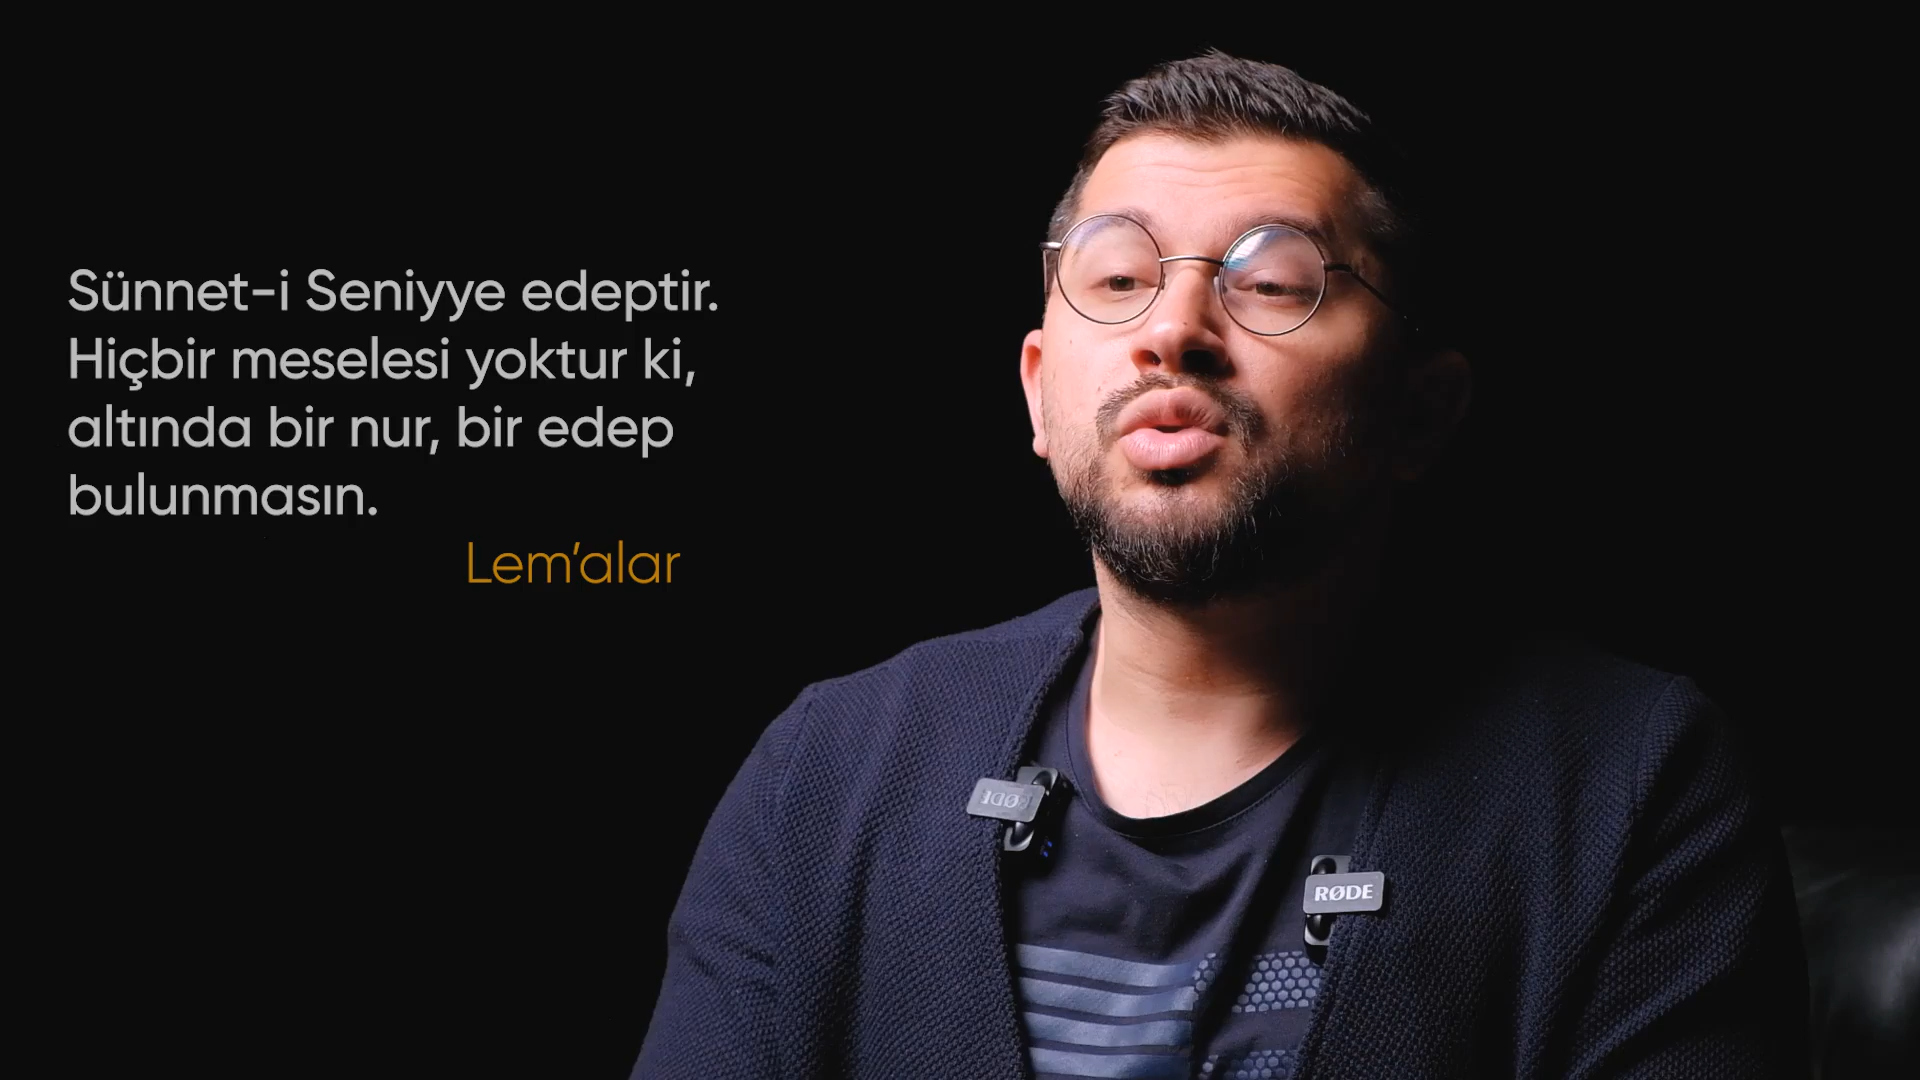 Sünnet-i Seniyye edeptir.
Hiçbir meselesi yoktur ki,
altında bir nur, bir edep
bulunmasın.
Lem'alar
RØDE
RØDE